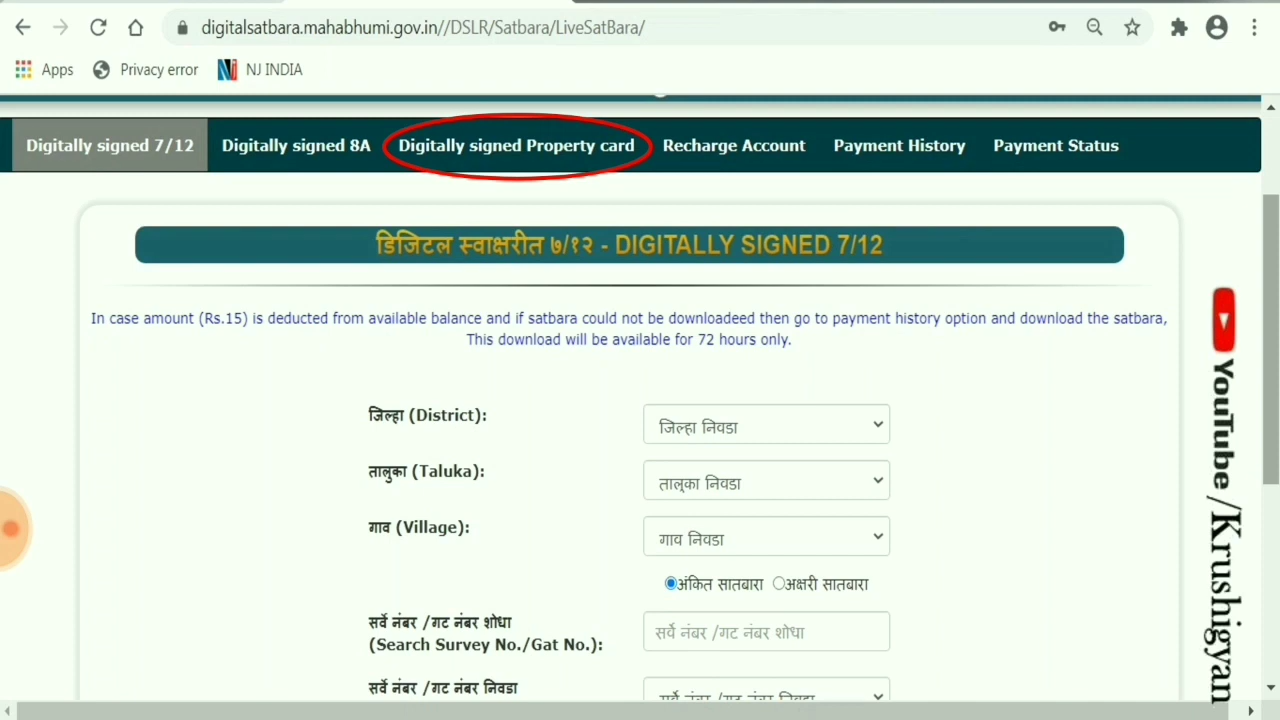 digitalsatbara.mahabhumi.gov.in//DSLR/Satbara/LiveSatBara/
Apps Privacy error NJ INDIA
Digitally signed 7/12 Digitally signed 8A Digitally signed Property card Recharge Account Payment History Payment Status
डिजिटल स्वाक्षरीत ७/१२ - DIGITALLY SIGNED 7/12
In case amount (Rs.15) is deducted from available balance and if satbara could not be downloadeed then go to payment history option and download the satbara,
This download will be available for 72 hours only.
जिल्हा (District):
जिल्हा निवडा
तालुका (Taluka):
तालुका निवडा
गाव (Village):
गाव निवडा
अंकित सातबारा अक्षरी सातबारा
सर्वे नंबर /गट नंबर शोधा
(Search Survey No./Gat No.):
सर्वे नंबर /गट नंबर शोधा
सर्वे नंबर /गट नंबर निवडा
सर्वे नंबर /गट नंबर निवडा
YouTube /Krushigyan